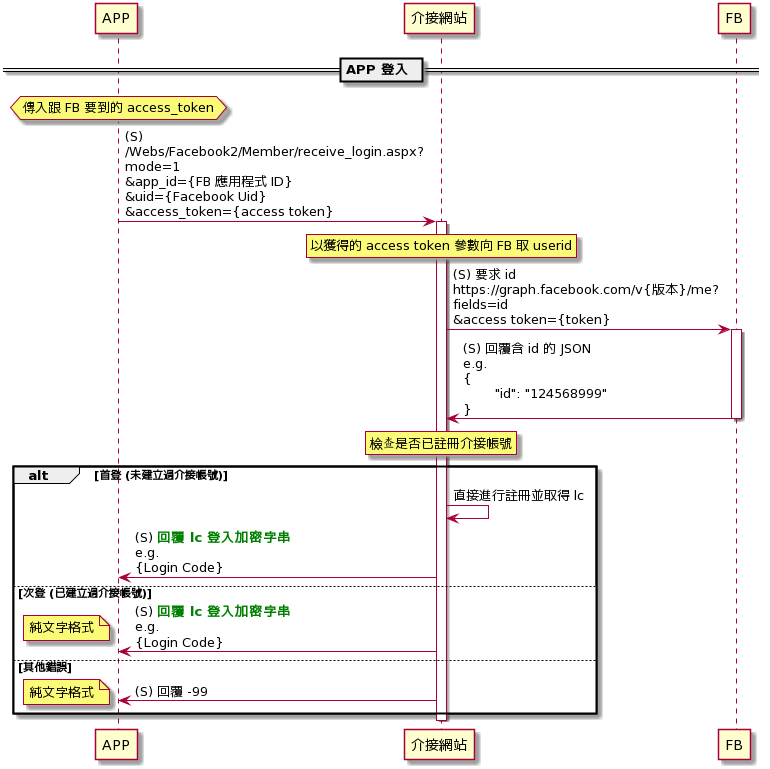 APP
介接網站
FB
APP 登入
傳入跟 FB 要到的 access_token
(S)
/Webs/Facebook2/Member/receive_login.aspx?
mode=1
&app_id={FB 應用程式 ID}
&uid={Facebook Uid}
&access_token={access token}
以獲得的 access token 參數向 FB 取 userid
(S) 要求 id
https://graph.facebook.com/v{版本}/me?
fields=id
&access token={token}
(S) 回覆含 id 的 JSON
e.g.
{
"id": "124568999"
}
檢查是否已註冊介接帳號
alt
[首登 (未建立過介接帳號)]
直接進行註冊並取得 lc
(S) 回覆 lc 登入加密字串
e.g.
{Login Code}
[次登 (已建立過介接帳號)]
純文字格式
(S) 回覆 lc 登入加密字串
e.g.
{Login Code}
[其他錯誤]
純文字格式
(S) 回覆 -99
APP
介接網站
FB